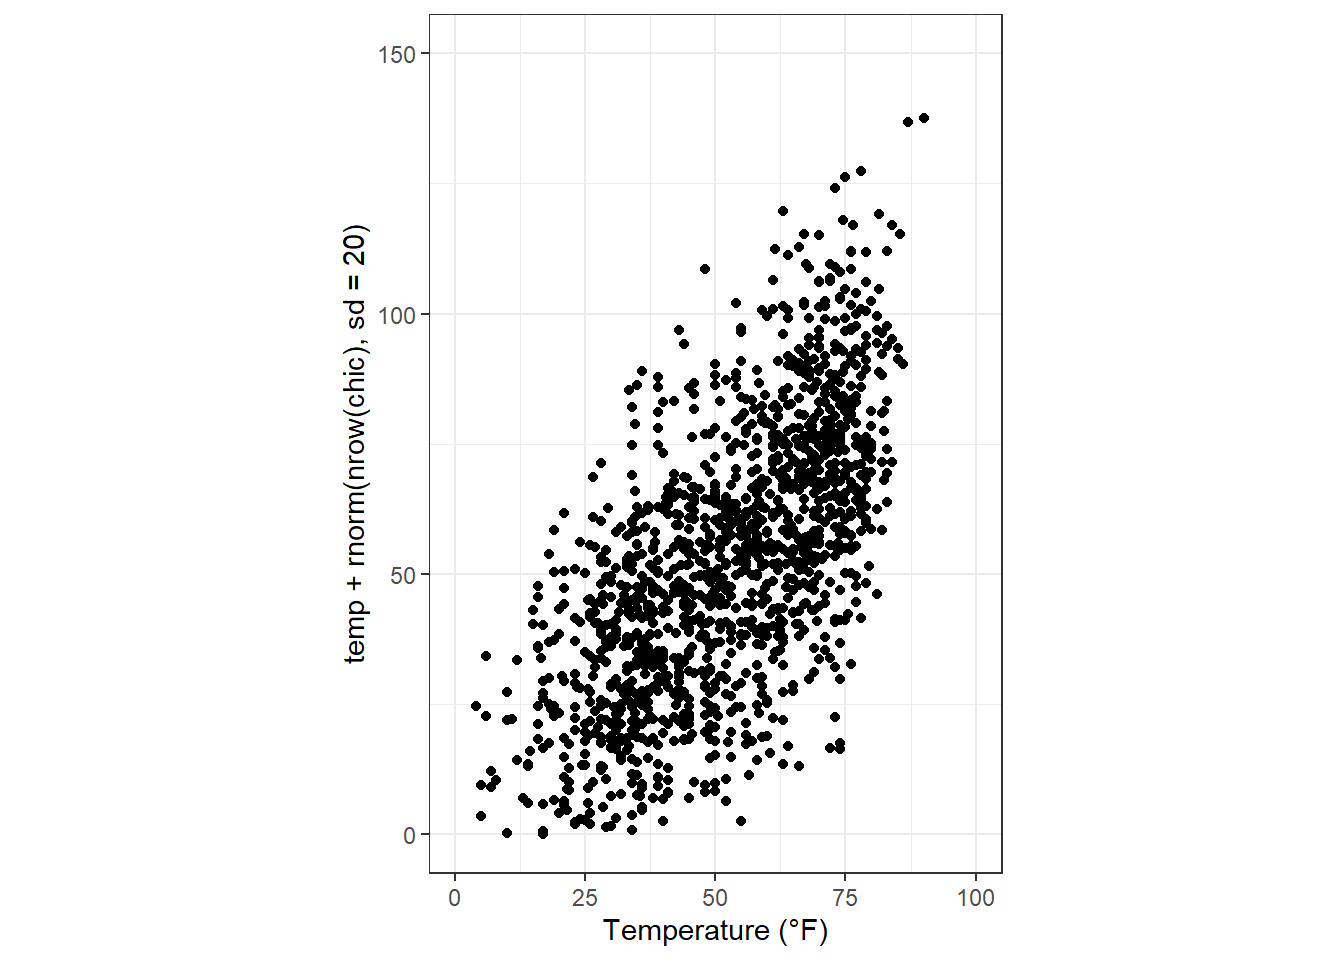 150
100
50
0
temp + rnorm(nrow(chic), sd = 20)
0 25 50 75 100
Temperature (°F)